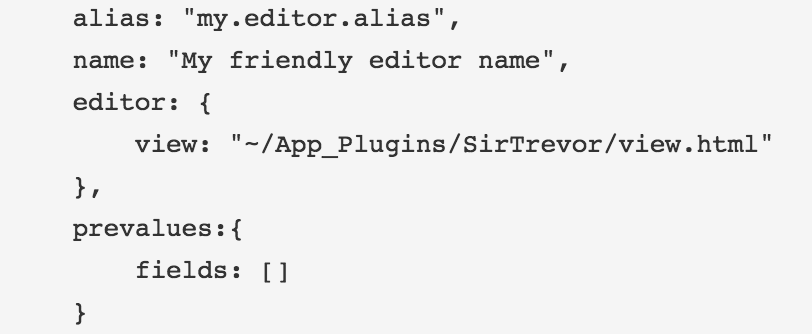 alias: "my.editor.alias",
name: "My friendly editor name",
editor: {
    view: "~/App_Plugins/SirTrevor/view.html"
},
prevalues:{
    fields: []
}